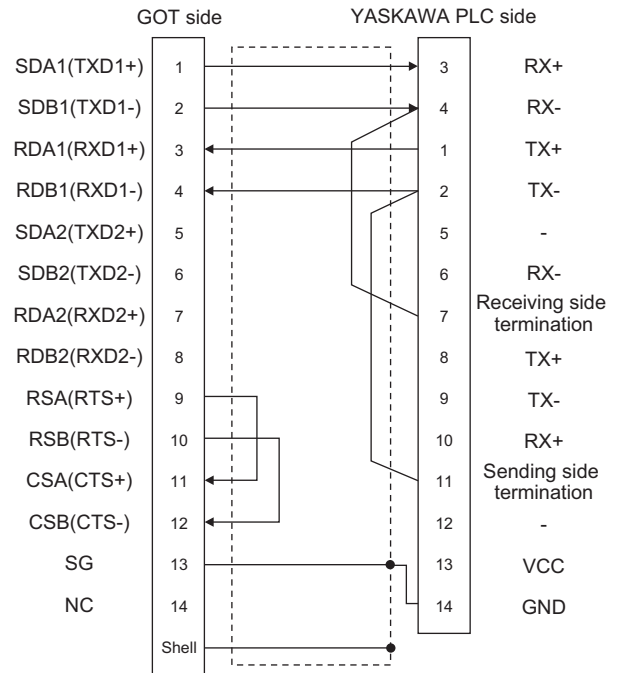 GOT side YASKAWA PLC side
SDA1(TXD1+) 1 3 RX+
SDB1(TXD1-) 2 4 RX-
RDA1(RXD1+) 3 1 TX+
RDB1(RXD1-) 4 2 TX-
SDA2(TXD2+) 5 5 -
SDB2(TXD2-) 6 6 RX-
RDA2(RXD2+) 7 7 Receiving side
termination
RDB2(RXD2-) 8 8 TX+
RSA(RTS+) 9 9 TX-
RSB(RTS-) 10 10 RX+
CSA(CTS+) 11 11 Sending side
termination
CSB(CTS-) 12 12 -
SG 13 13 VCC
NC 14 14 GND
Shell